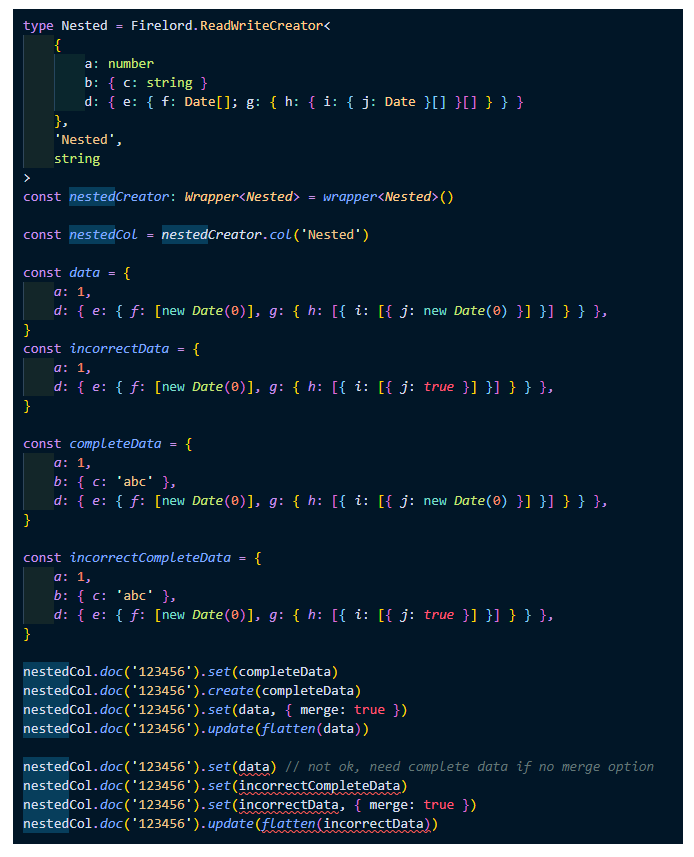 type Nested = Firelord.ReadWriteCreator<
    {
        a: number
        b: { c: string }
        d: { e: { f: Date[]; g: { h: { i: { j: Date }[] }[] } } }
    },
    'Nested',
    string
>
const nestedCreator: Wrapper<Nested> = wrapper<Nested>()

const nestedCol = nestedCreator.col('Nested')

const data = {
    a: 1,
    d: { e: { f: [new Date(0)], g: { h: [{ i: [{ j: new Date(0) }] }] } } },
}
const incorrectData = {
    a: 1,
    d: { e: { f: [new Date(0)], g: { h: [{ i: [{ j: true }] }] } } },
}

const completeData = {
    a: 1,
    b: { c: 'abc' },
    d: { e: { f: [new Date(0)], g: { h: [{ i: [{ j: new Date(0) }] }] } } },
}

const incorrectCompleteData = {
    a: 1,
    b: { c: 'abc' },
    d: { e: { f: [new Date(0)], g: { h: [{ i: [{ j: true }] }] } } },
}

nestedCol.doc('123456').set(completeData)
nestedCol.doc('123456').create(completeData)
nestedCol.doc('123456').set(data, { merge: true })
nestedCol.doc('123456').update(flatten(data))

nestedCol.doc('123456').set(data) // not ok, need complete data if no merge option
nestedCol.doc('123456').set(incorrectCompleteData)
nestedCol.doc('123456').set(incorrectData, { merge: true })
nestedCol.doc('123456').update(flatten(incorrectData))